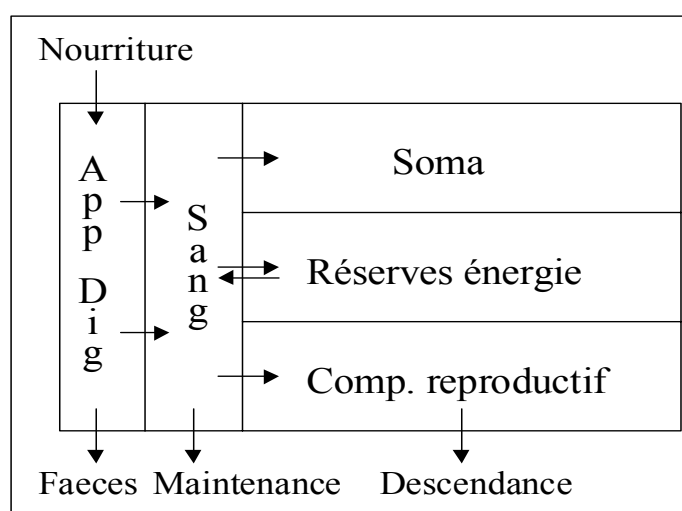 Nourriture
App Dig
Sang
Soma
Réserves énergie
Comp. reproductif
Faeces
Maintenance
Descendance